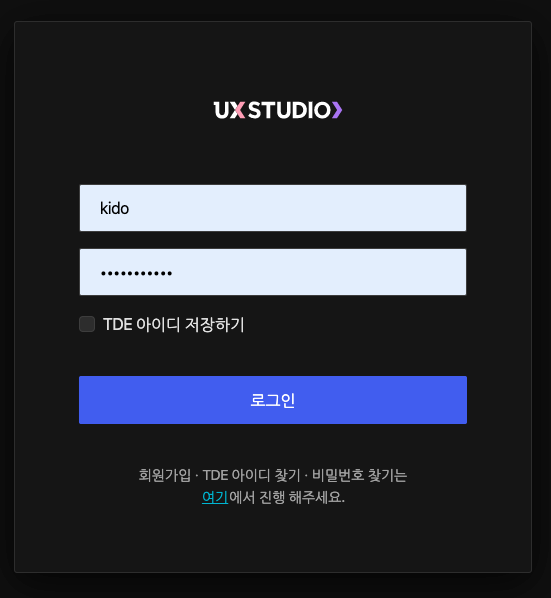 UX STUDIO
kido
•••••••••••
TDE 아이디 저장하기
로그인
회원가입 · TDE 아이디 찾기 · 비밀번호 찾기는
여기에서 진행 해주세요.